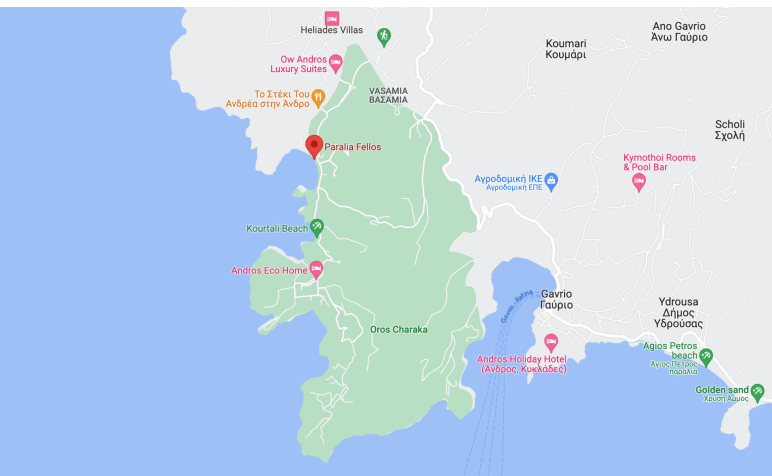 Heliades Villas
Ano Gavrio
Άνω Γαύριο
Koumari
Κουμάρι
Ow Andros
Luxury Suites
VASAMIA
ΒΑΣΑΜΙΑ
Το Στέκι Του
Ανδρέα στην Άνδρο
Scholi
Σχολή
Paralia Fellos
Kymothoi Rooms
& Pool Bar
Αγροδομική ΙΚΕ
Αγροδομική ΕΠΕ
Kourtali Beach
Andros Eco Home
Gavrio - Rafina
Gavrio
Γαύριο
Ydrousa
Δήμος
Υδρούσας
Oros Charaka
Agios Petros
beach
Άγιος Πέτρος
παραλία
Andros Holiday Hotel
(Άνδρος, Κυκλάδες)
Golden sand
Χρυσή Άμμος